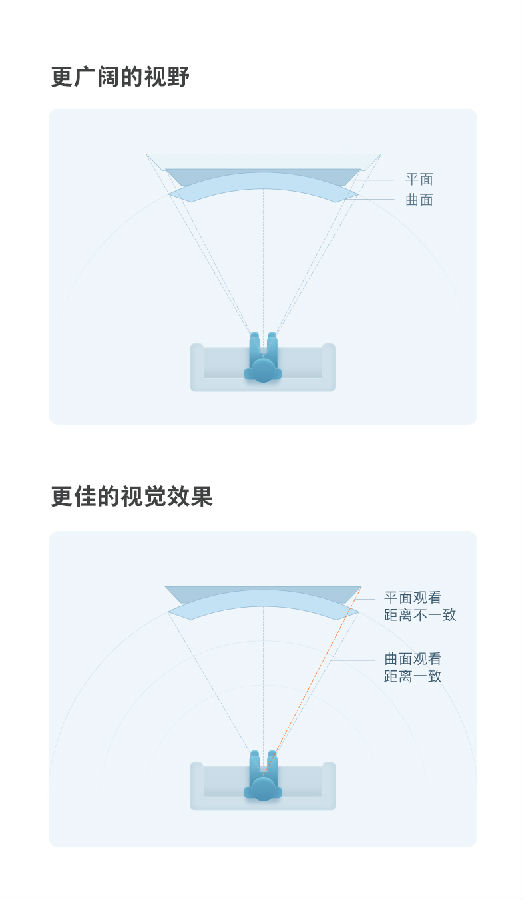 更广阔的视野
平面
曲面
更佳的视觉效果
平面观看
距离不一致
曲面观看
距离一致